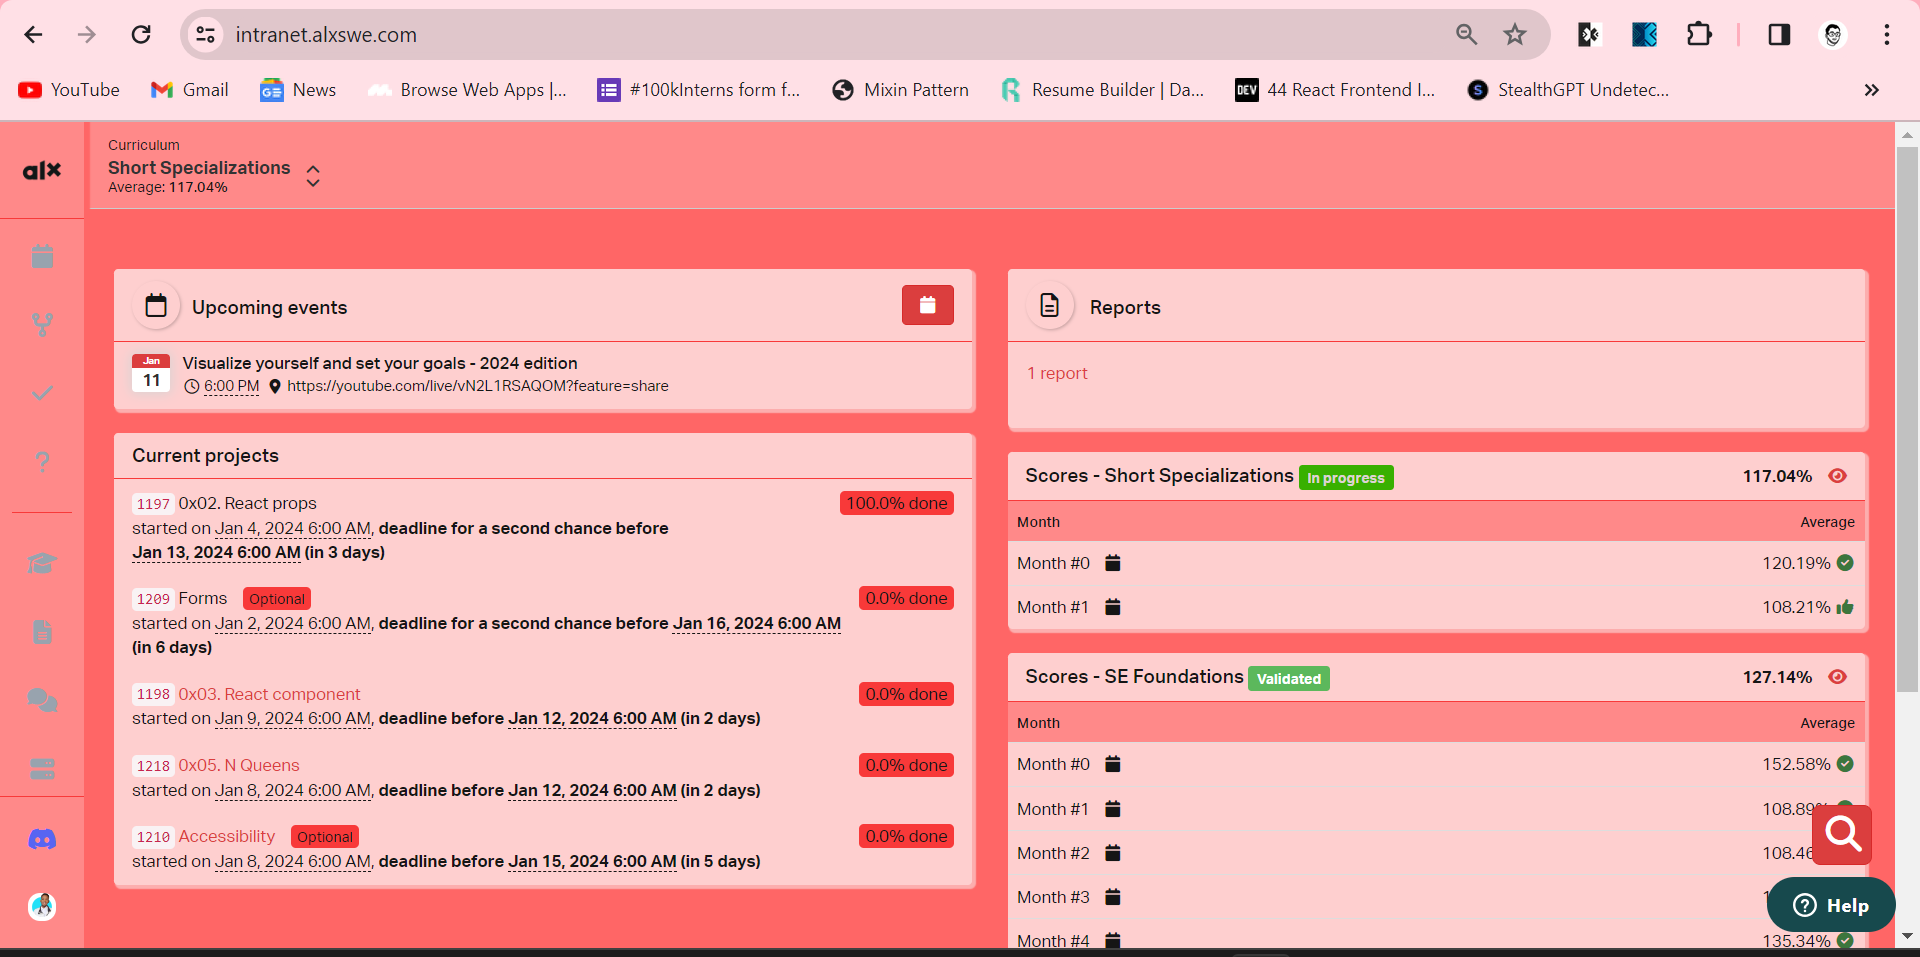 intranet.alxswe.com
YouTube
Gmail
News
Browse Web Apps |...
#100kInterns form f...
Mixin Pattern
Resume Builder | Da...
DEV
44 React Frontend I...
S
StealthGPT Undetec...
alx
Curriculum
Short Specializations
Average: 117.04%
Upcoming events
Jan
11
Visualize yourself and set your goals - 2024 edition
6:00 PM https://youtube.com/live/vN2L1RSAQOM?feature=share
Current projects
1197 0x02. React props 100.0% done
started on Jan 4, 2024 6:00 AM, deadline for a second chance before
Jan 13, 2024 6:00 AM (in 3 days)
1209 Forms Optional 0.0% done
started on Jan 2, 2024 6:00 AM, deadline for a second chance before Jan 16, 2024 6:00 AM
(in 6 days)
1198 0x03. React component 0.0% done
started on Jan 9, 2024 6:00 AM, deadline before Jan 12, 2024 6:00 AM (in 2 days)
1218 0x05. N Queens 0.0% done
started on Jan 8, 2024 6:00 AM, deadline before Jan 12, 2024 6:00 AM (in 2 days)
1210 Accessibility Optional 0.0% done
started on Jan 8, 2024 6:00 AM, deadline before Jan 15, 2024 6:00 AM (in 5 days)
Reports
1 report
Scores - Short Specializations In progress 117.04%
Month Average
Month #0 120.19%
Month #1 108.21%
Scores - SE Foundations Validated 127.14%
Month Average
Month #0 152.58%
Month #1 108.89%
Month #2 108.46
Month #3
Month #4 135.34%
Help